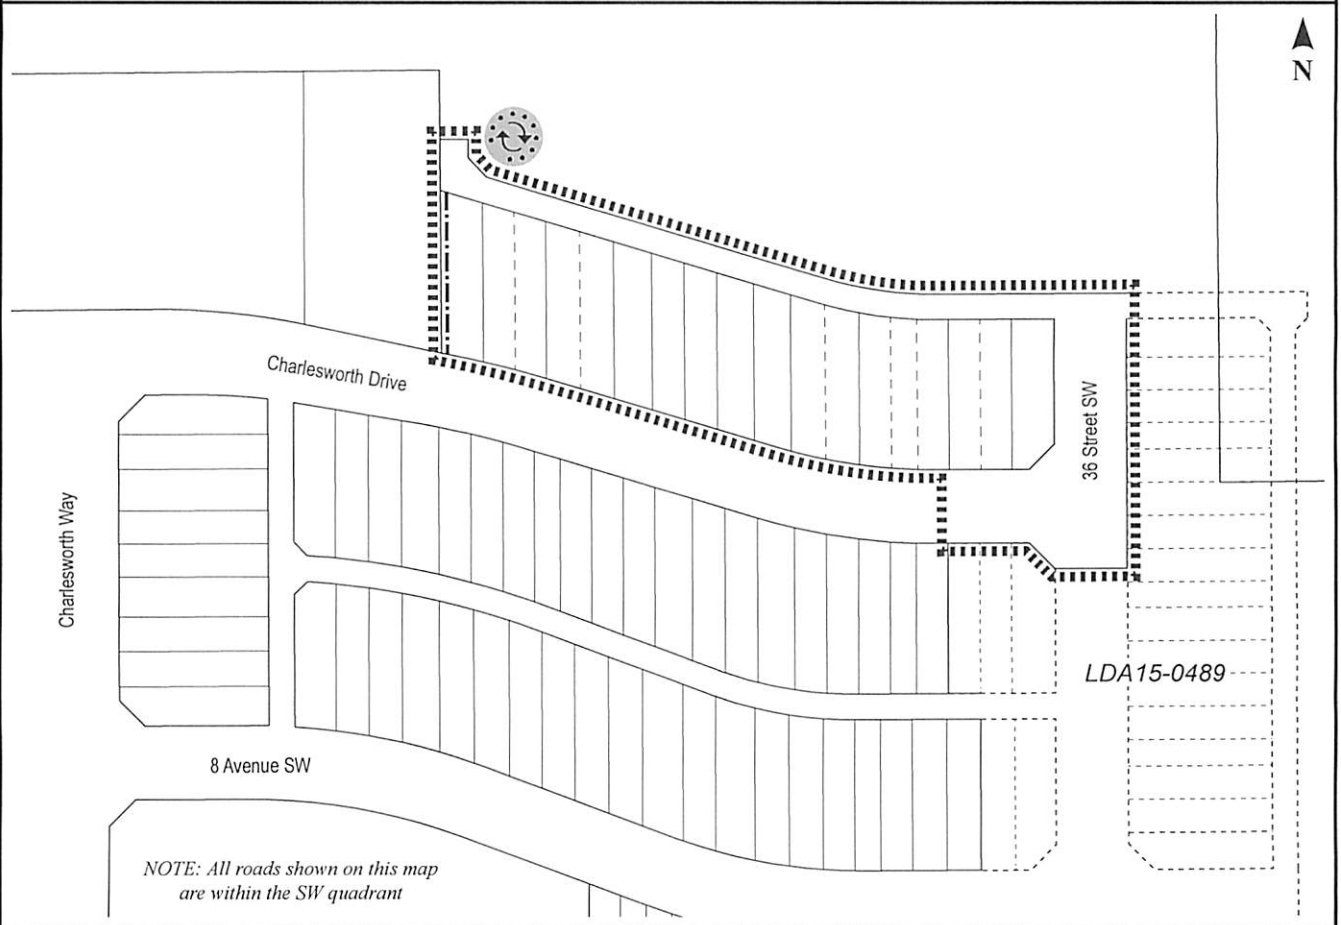 N
Charlesworth Drive
36 Street SW
Charlesworth Way
LDA15-0489
8 Avenue SW
NOTE: All roads shown on this map
are within the SW quadrant